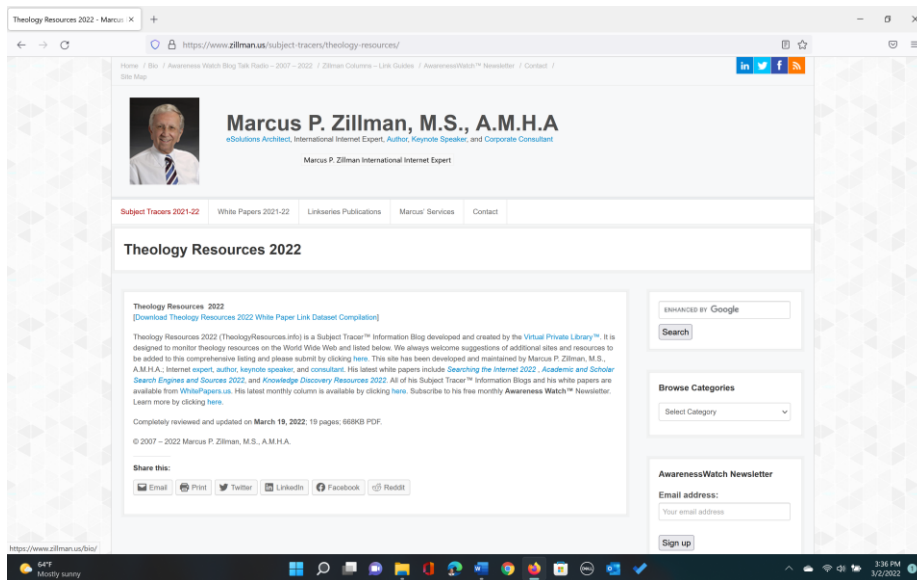 Theology Resources 2022 - Marcus
https://www.zillman.us/subject-tracers/theology-resources/
Home / Bio / Awareness Watch Blog Talk Radio – 2007 – 2022 / Zillman Columns – Link Guides / AwarenessWatch™ Newsletter / Contact /
Site Map
Marcus P. Zillman, M.S., A.M.H.A
eSolutions Architect, International Internet Expert, Author, Keynote Speaker, and Corporate Consultant
Marcus P. Zillman International Internet Expert
Subject Tracers 2021-22 White Papers 2021-22 Linkseries Publications Marcus' Services Contact
Theology Resources 2022
Theology Resources 2022
[Download Theology Resources 2022 White Paper Link Dataset Compilation]
Theology Resources 2022 (TheologyResources.info) is a Subject Tracer™ Information Blog developed and created by the Virtual Private Library™. It is
designed to monitor theology resources on the World Wide Web and listed below. We always welcome suggestions of additional sites and resources to
be added to this comprehensive listing and please submit by clicking here. This site has been developed and maintained by Marcus P. Zillman, M.S.,
A.M.H.A.; Internet expert, author, keynote speaker, and consultant. His latest white papers include Searching the Internet 2022 , Academic and Scholar
Search Engines and Sources 2022, and Knowledge Discovery Resources 2022. All of his Subject Tracer™ Information Blogs and his white papers are
available from WhitePapers.us. His latest monthly column is available by clicking here. Subscribe to his free monthly Awareness Watch™ Newsletter.
Learn more by clicking here.
Completely reviewed and updated on March 19, 2022; 19 pages; 668KB PDF.
© 2007 – 2022 Marcus P. Zillman, M.S., A.M.H.A.
Share this:
Email Print Twitter LinkedIn Facebook Reddit
ENHANCED BY Google
Search
Browse Categories
Select Category
AwarenessWatch Newsletter
Email address:
Your email address
Sign up
https://www.zillman.us/bio/
64°F
Mostly sunny
3:36 PM
3/2/2022